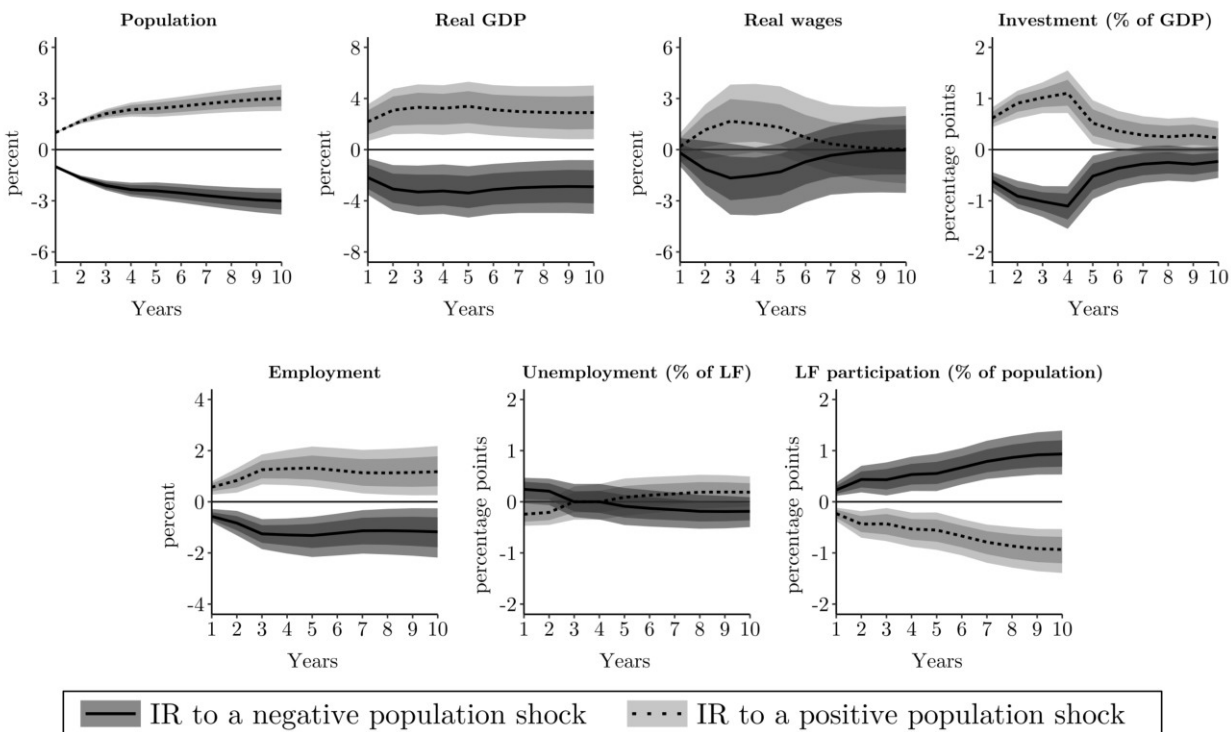 Population
Real GDP
Real wages
Investment (% of GDP)
percent
6
3
0
-3
-6
1 2 3 4 5 6 7 8 9 10
Years
8
4
0
-4
-8
1 2 3 4 5 6 7 8 9 10
Years
percent
6
3
0
-3
-6
1 2 3 4 5 6 7 8 9 10
Years
percentage points
2
1
0
-1
-2
1 2 3 4 5 6 7 8 9 10
Years
Employment
Unemployment (% of LF)
LF participation (% of population)
percent
4
2
0
-2
-4
1 2 3 4 5 6 7 8 9 10
Years
percentage points
2
1
0
-1
-2
1 2 3 4 5 6 7 8 9 10
Years
percentage points
2
1
0
-1
-2
1 2 3 4 5 6 7 8 9 10
Years
IR to a negative population shock
IR to a positive population shock